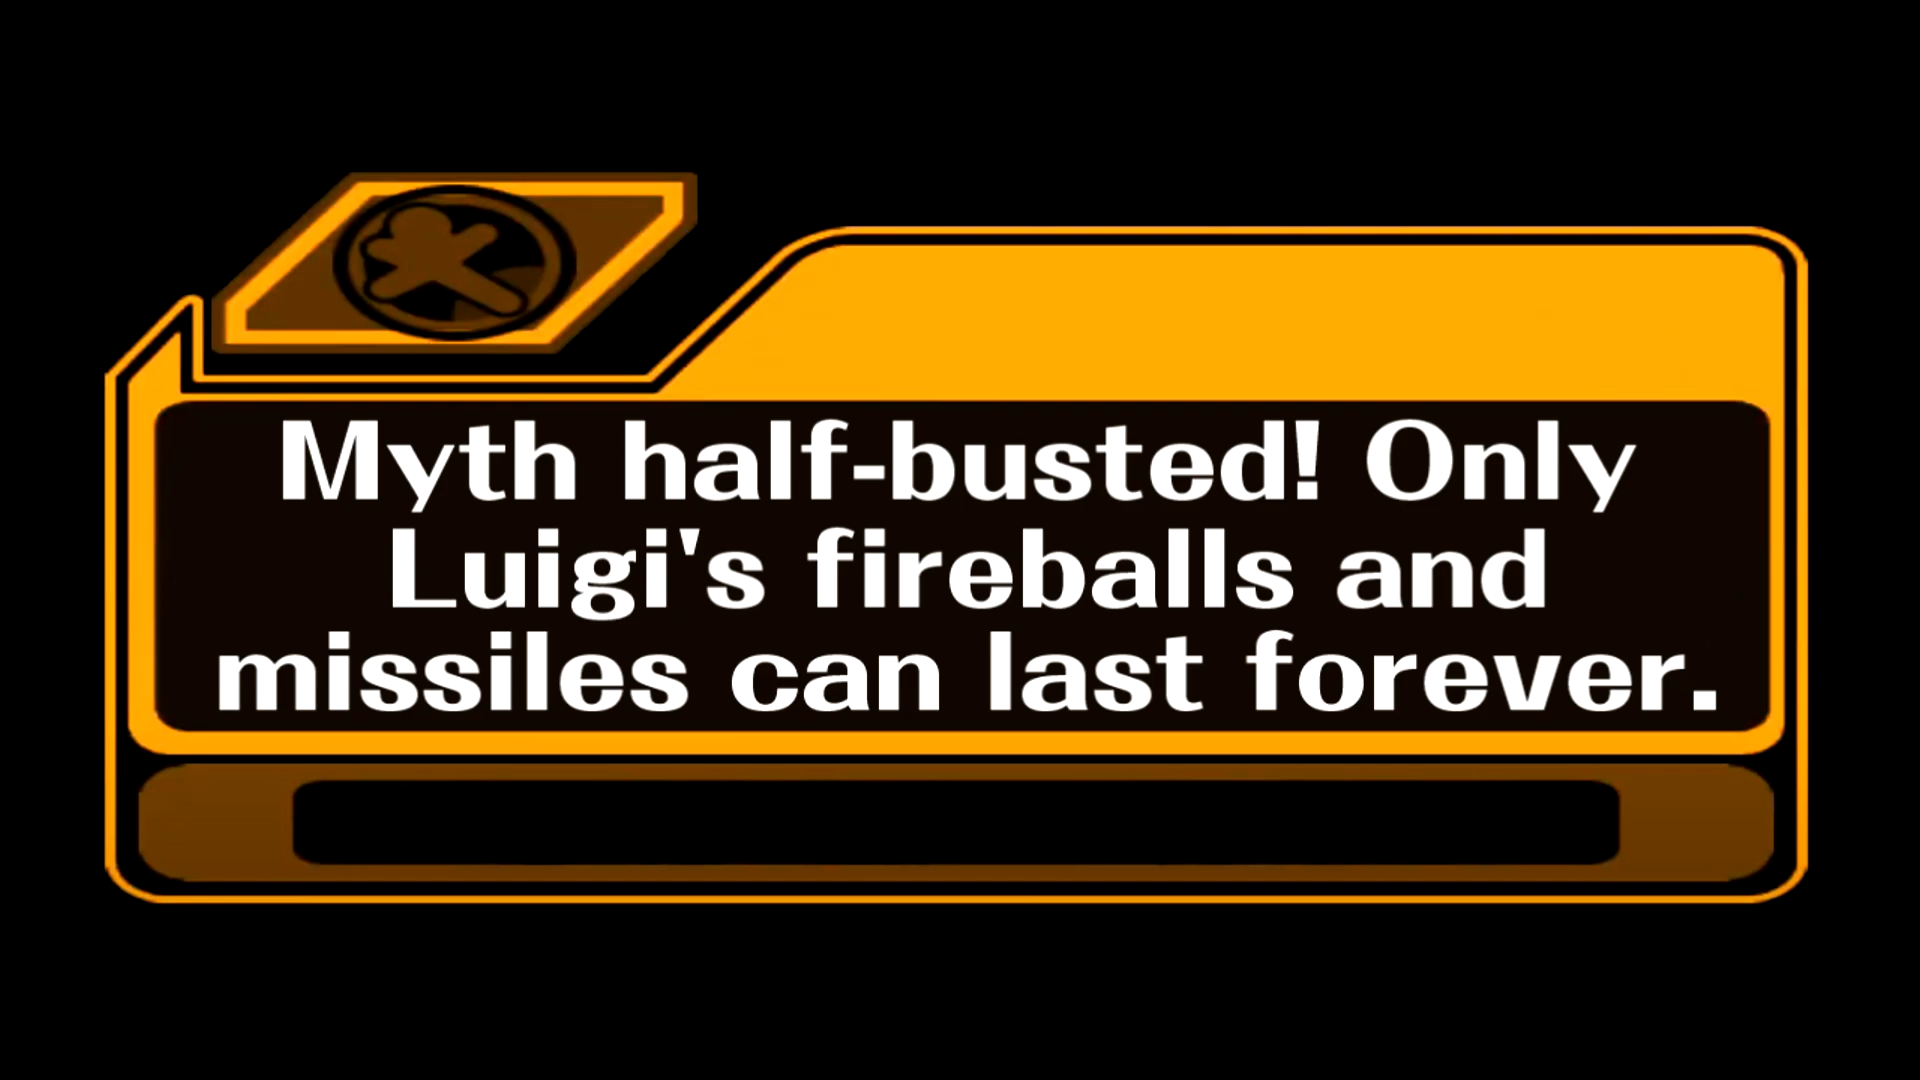 Myth half-busted! Only
Luigi's fireballs and
missiles can last forever.